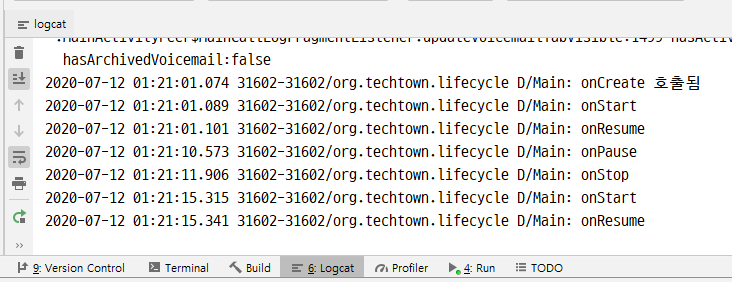 logcat
hasArchivedVoicemail:false
2020-07-12 01:21:01.074 31602-31602/org.techtown.lifecycle D/Main: onCreate 호출됨
2020-07-12 01:21:01.089 31602-31602/org.techtown.lifecycle D/Main: onStart
2020-07-12 01:21:01.101 31602-31602/org.techtown.lifecycle D/Main: onResume
2020-07-12 01:21:10.573 31602-31602/org.techtown.lifecycle D/Main: onPause
2020-07-12 01:21:11.906 31602-31602/org.techtown.lifecycle D/Main: onStop
2020-07-12 01:21:15.315 31602-31602/org.techtown.lifecycle D/Main: onStart
2020-07-12 01:21:15.341 31602-31602/org.techtown.lifecycle D/Main: onResume
9: Version Control Terminal Build 6: Logcat Profiler 4: Run TODO